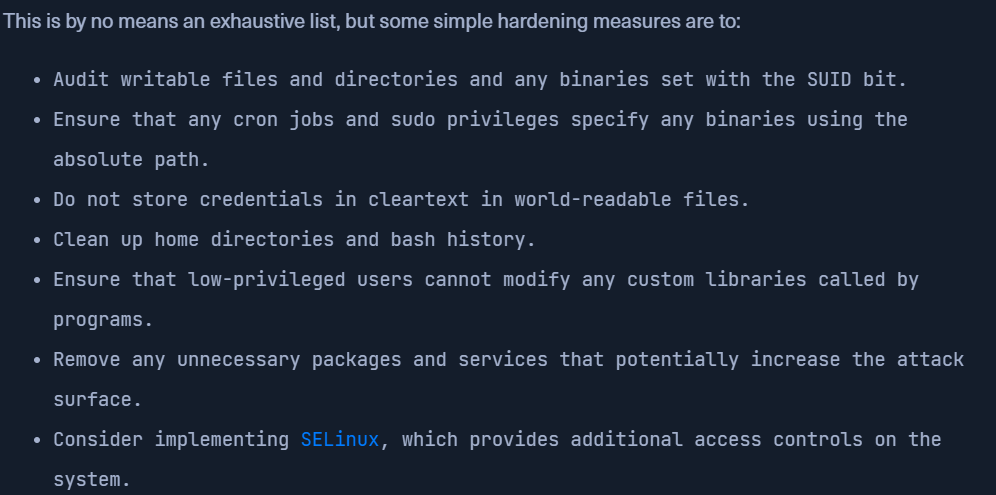 This is by no means an exhaustive list, but some simple hardening measures are to:
• Audit writable files and directories and any binaries set with the SUID bit.
• Ensure that any cron jobs and sudo privileges specify any binaries using the
absolute path.
• Do not store credentials in cleartext in world-readable files.
• Clean up home directories and bash history.
• Ensure that low-privileged users cannot modify any custom libraries called by
programs.
• Remove any unnecessary packages and services that potentially increase the attack
surface.
• Consider implementing SELinux, which provides additional access controls on the
system.